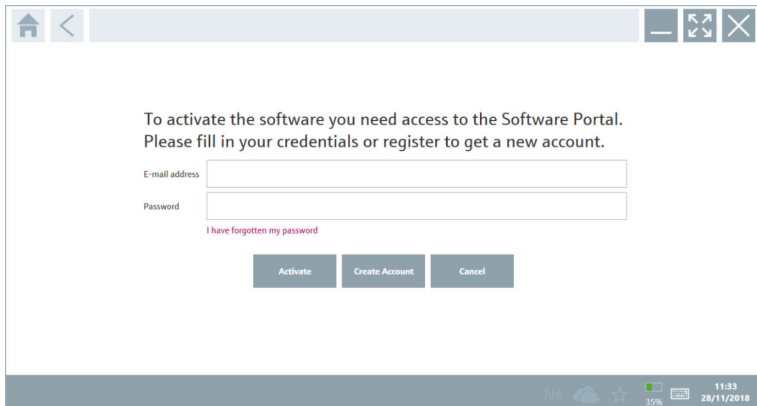 To activate the software you need access to the Software Portal.
Please fill in your credentials or register to get a new account.
E-mail address
Password
I have forgotten my password
Activate Create Account Cancel
35%
11:33
28/11/2018